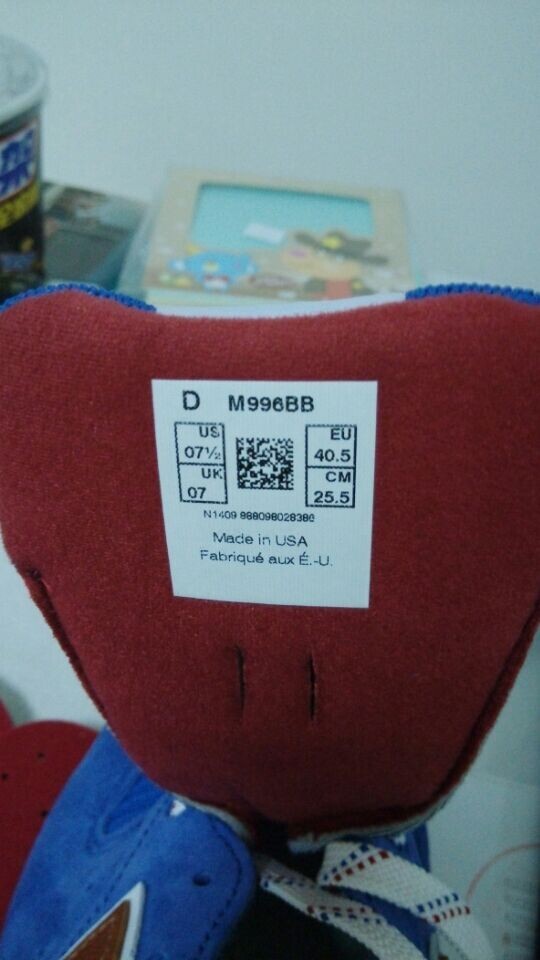 D M996BB
US EU
07½ 40.5
UK CM
07 25.5
N1409 888098028386
Made in USA
Fabriqué aux É.-U.